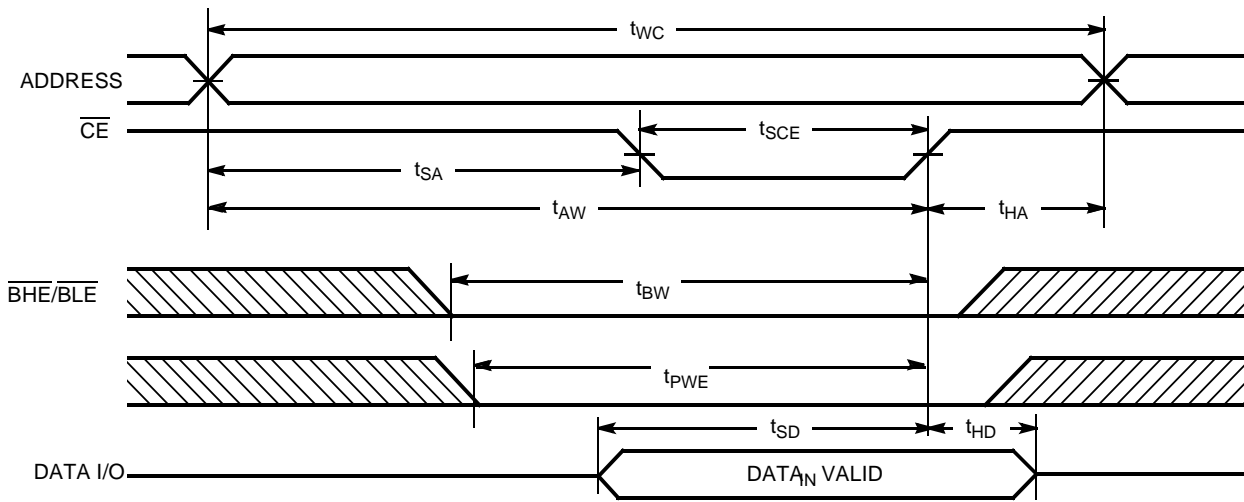 tWC
ADDRESS
CE
tSCE
tSA
tAW
tHA
BHE/BLE
tBW
tPWE
tSD
tHD
DATA I/O
DATAIN VALID